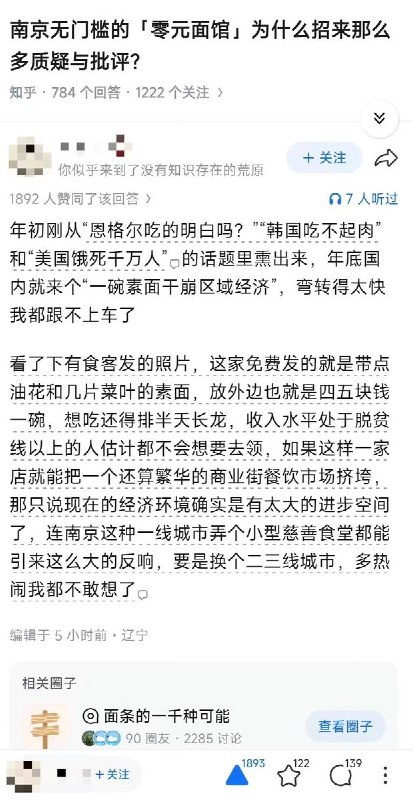 南京无门槛的「零元面馆」为什么招来那么
多质疑与批评？
知乎 · 784 个回答 · 1222 个关注 >
你似乎来到了没有知识存在的荒原
+ 关注
1892 人赞同了该回答 >
7 人听过
年初刚从“恩格尔吃的明白吗？”“韩国吃不起肉”
和“美国饿死千万人”的话题里熏出来，年底国
内就来个“一碗素面干崩区域经济”，弯转得太快
我都跟不上车了
看了下有食客发的照片，这家免费发的就是带点
油花和几片菜叶的素面，放外边也就是四五块钱
一碗，想吃还得排半天长龙，收入水平处于脱贫
线以上的人估计都不会想要去领，如果这样一家
店就能把一个还算繁华的商业街餐饮市场挤垮，
那只说现在的经济环境确实是有太大的进步空间
了，连南京这种一线城市弄个小型慈善食堂都能
引来这么大的反响，要是换个二三线城市，多热
闹我都不敢想了
编辑于 5 小时前 · 辽宁
相关圈子
面条的一千种可能
90 圈友 · 2285 讨论
查看圈子
+ 关注
1893
122
139